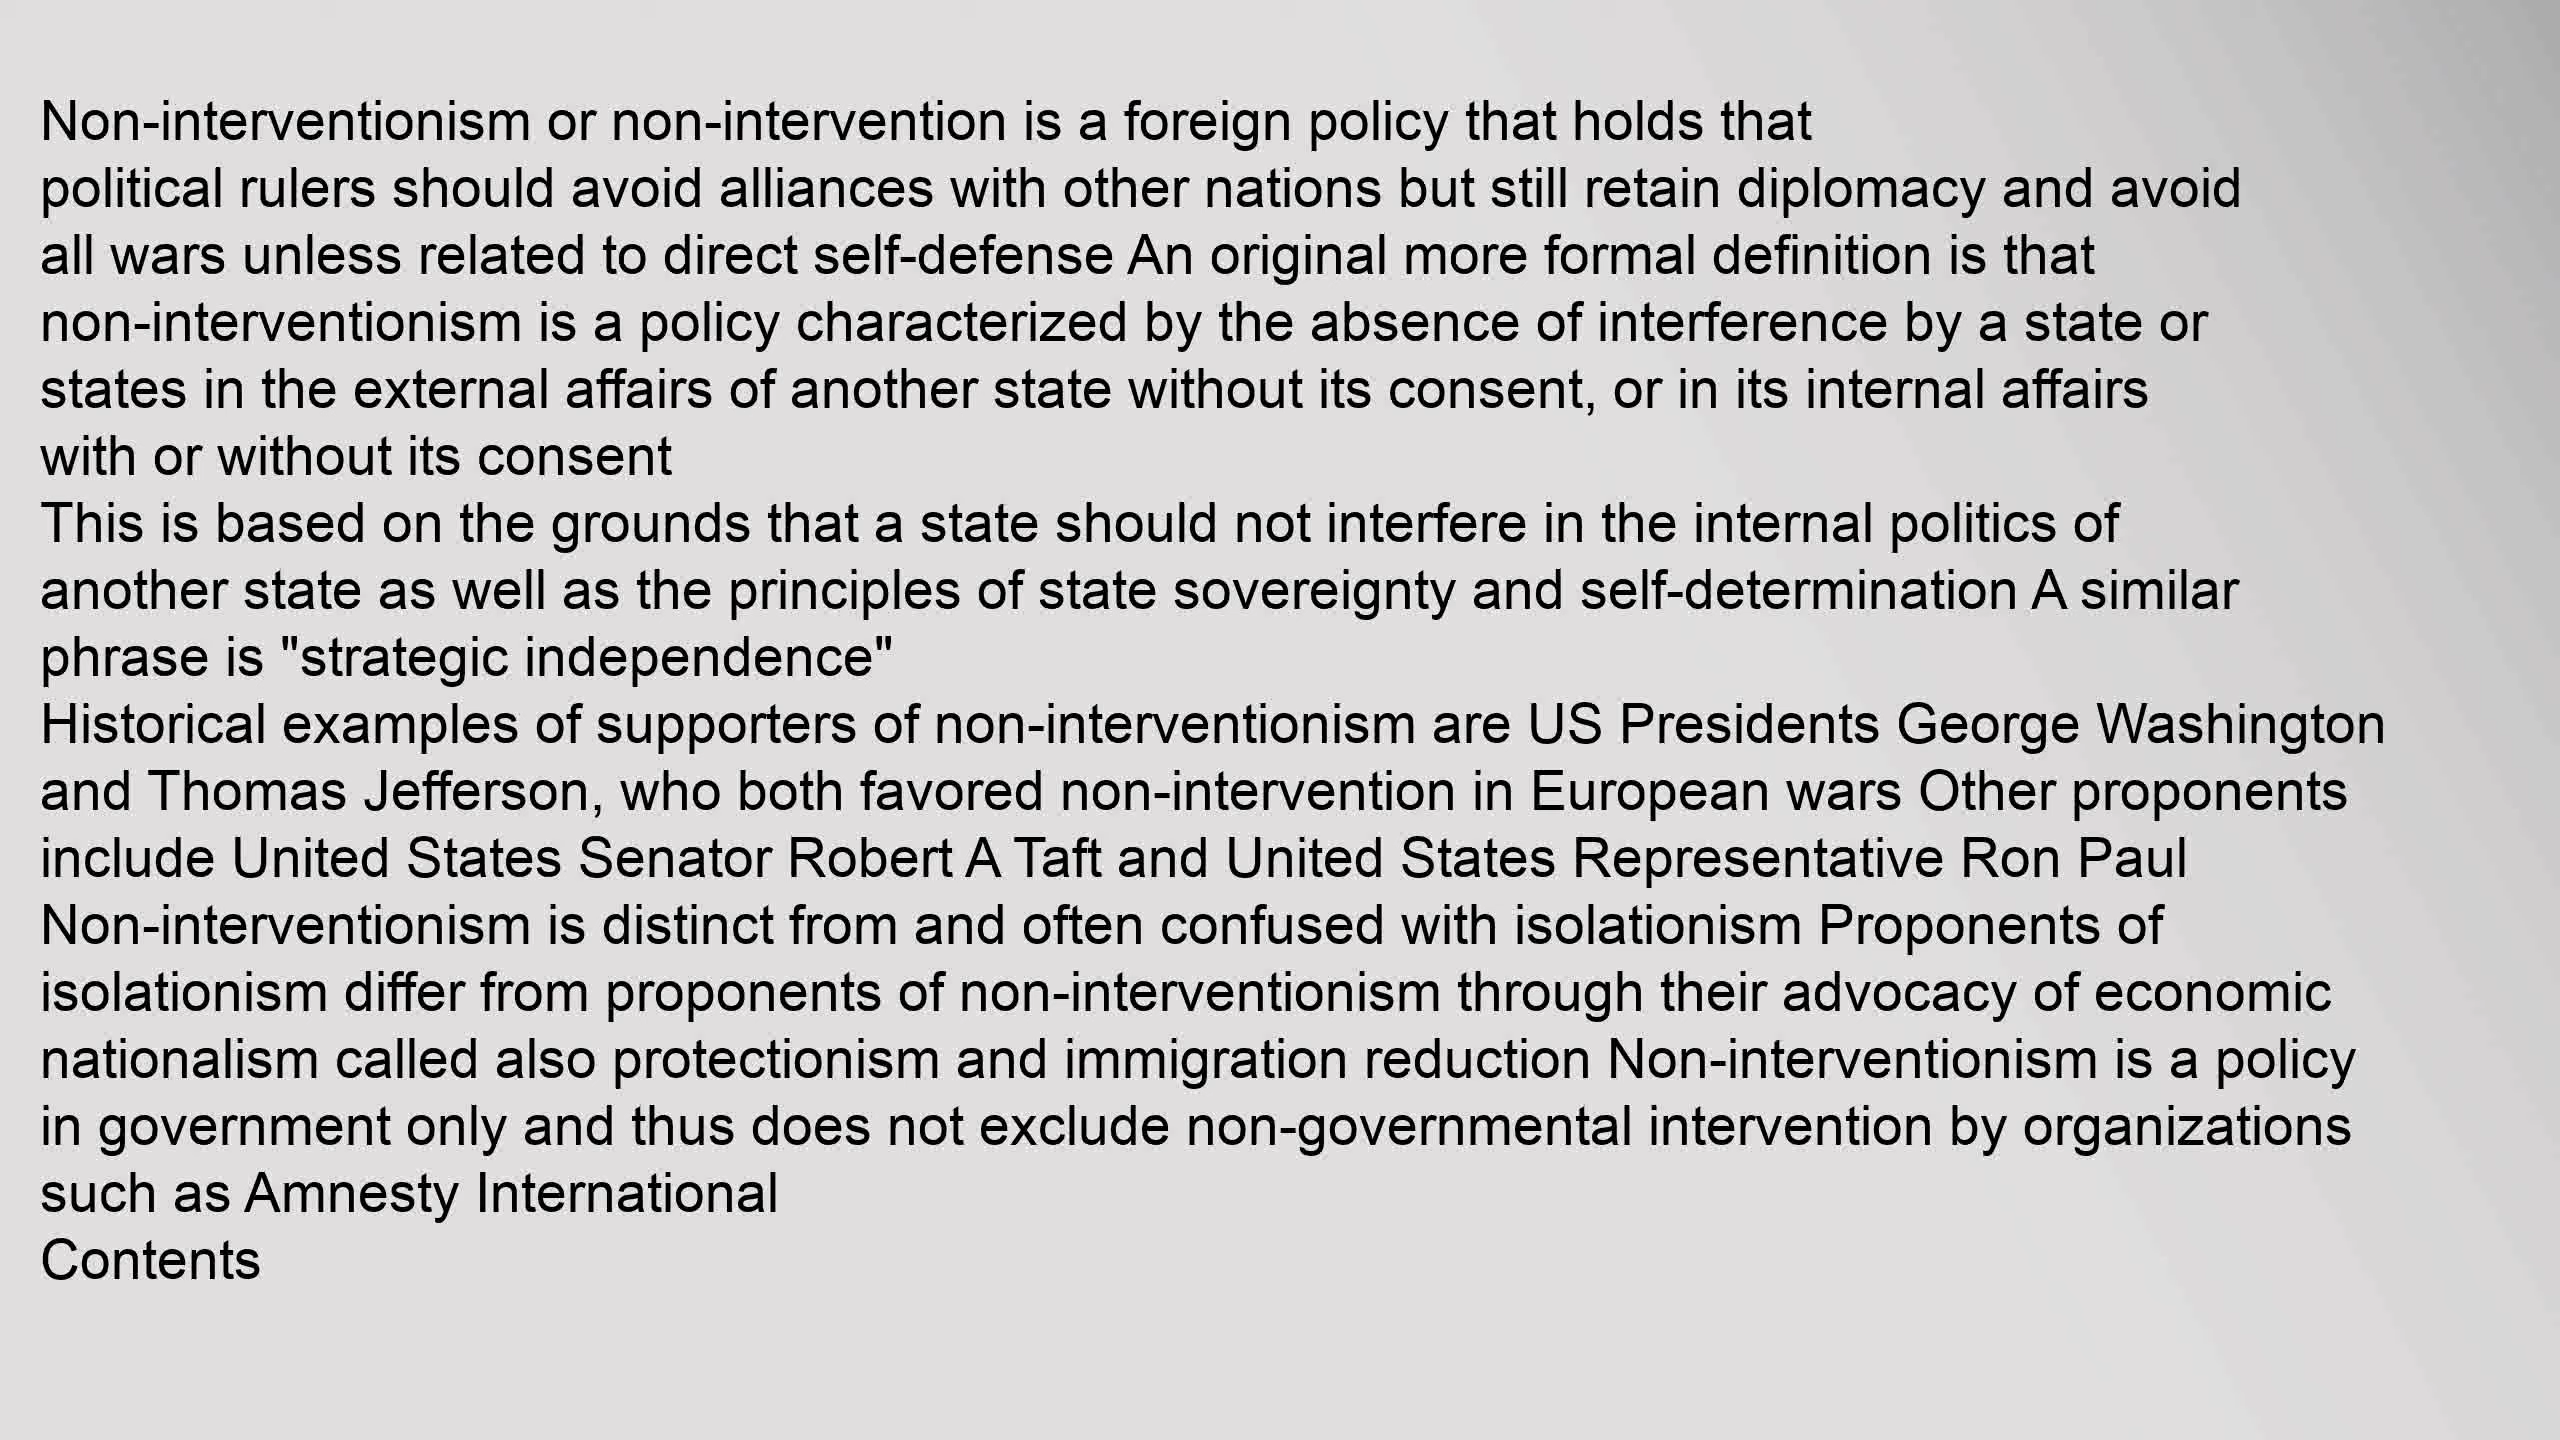 Non-interventionism or non-intervention is a foreign policy that holds that
political rulers should avoid alliances with other nations but still retain diplomacy and avoid
all wars unless related to direct self-defense An original more formal definition is that
non-interventionism is a policy characterized by the absence of interference by a state or
states in the external affairs of another state without its consent, or in its internal affairs
with or without its consent
This is based on the grounds that a state should not interfere in the internal politics of
another state as well as the principles of state sovereignty and self-determination A similar
phrase is "strategic independence"
Historical examples of supporters of non-interventionism are US Presidents George Washington
and Thomas Jefferson, who both favored non-intervention in European wars Other proponents
include United States Senator Robert A Taft and United States Representative Ron Paul
Non-interventionism is distinct from and often confused with isolationism Proponents of
isolationism differ from proponents of non-interventionism through their advocacy of economic
nationalism called also protectionism and immigration reduction Non-interventionism is a policy
in government only and thus does not exclude non-governmental intervention by organizations
such as Amnesty International
Contents